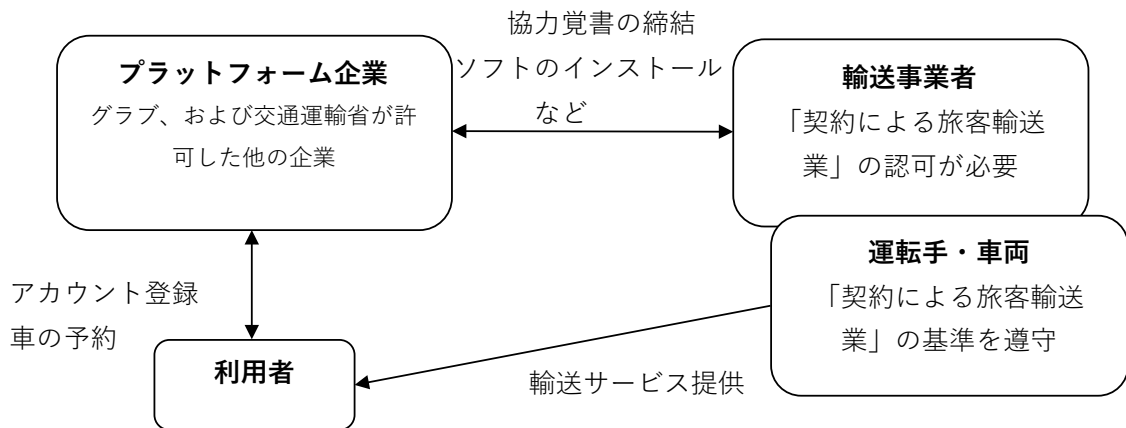 協力覚書の締結
ソフトのインストール
など
プラットフォーム企業
グラブ、および交通運輸省が許
可した他の企業
輸送事業者
「契約による旅客輸送
業」の認可が必要
運転手・車両
「契約による旅客輸送
業」の基準を遵守
アカウント登録
車の予約
利用者
輸送サービス提供